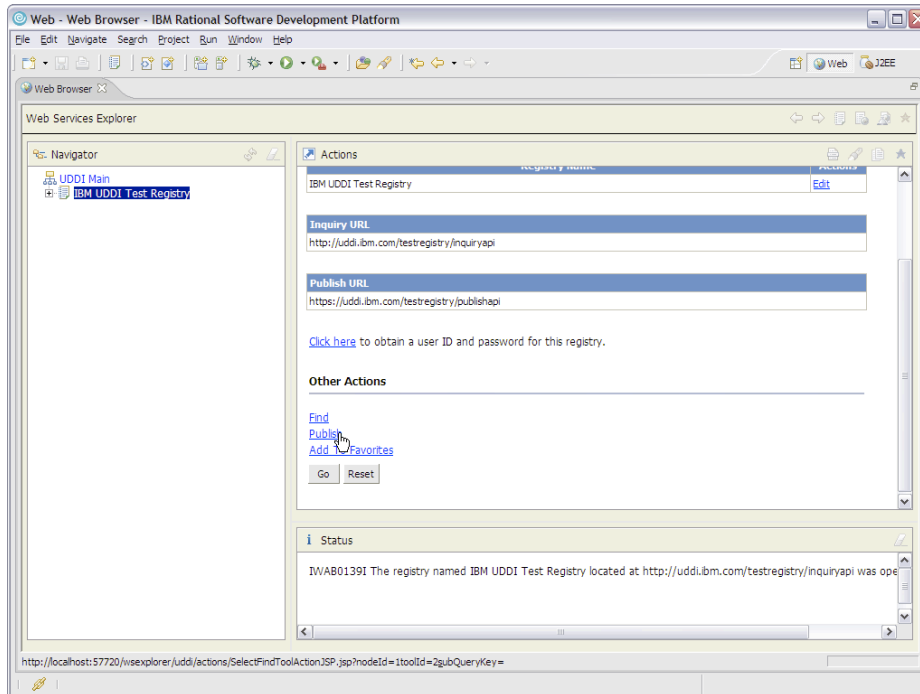 Web - Web Browser - IBM Rational Software Development Platform
File Edit Navigate Search Project Run Window Help
Web J2EE
Web Browser
Web Services Explorer
Navigator
UDDI Main
IBM UDDI Test Registry
Actions
Registry Name Actions
IBM UDDI Test Registry Edit
Inquiry URL
http://uddi.ibm.com/testregistry/inquiryapi
Publish URL
https://uddi.ibm.com/testregistry/publishapi
Click here to obtain a user ID and password for this registry.
Other Actions
Find
Publish
Add To Favorites
Go Reset
i Status
IWAB0139I The registry named IBM UDDI Test Registry located at http://uddi.ibm.com/testregistry/inquiryapi was ope
http://localhost:57720/wsexplorer/uddi/actions/SelectFindToolActionJSP.jsp?nodeId=1toolId=2subQueryKey=